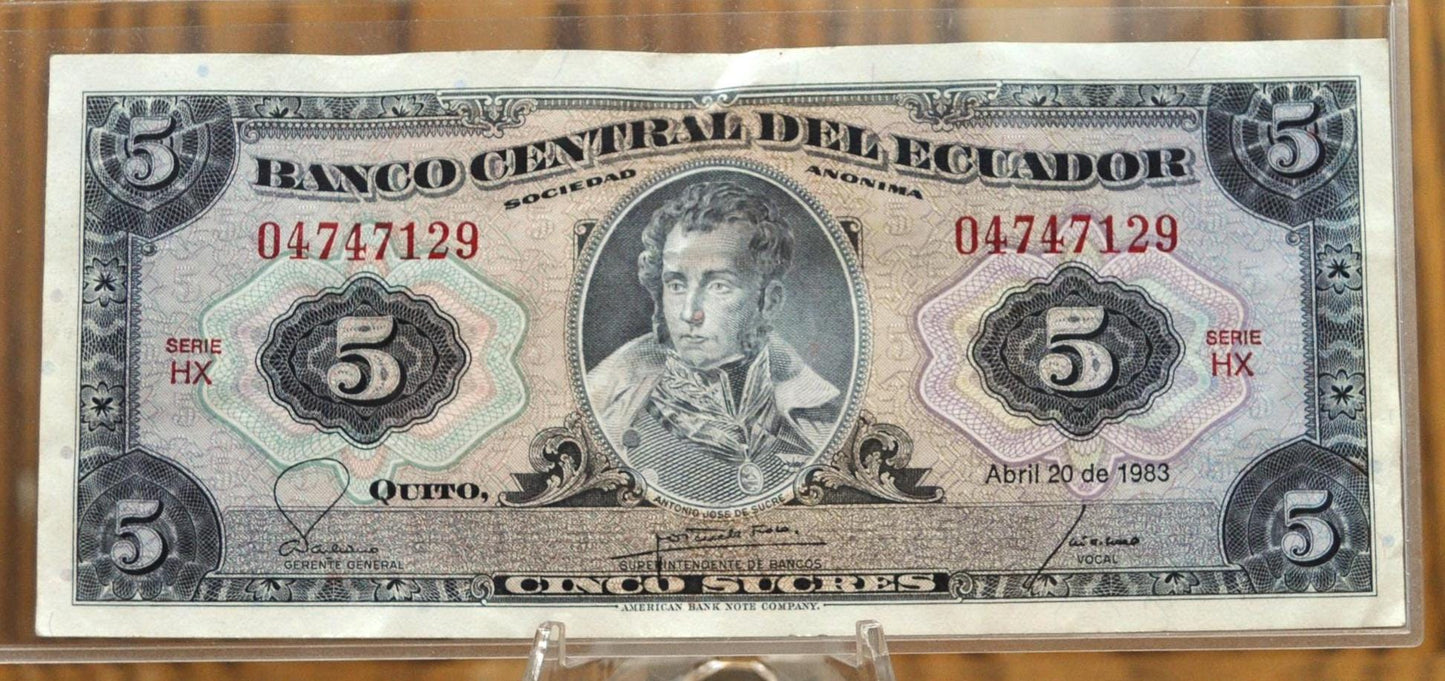 5 5
BANCO CENTRAL DEL ECUADOR
SOCIEDAD ANONIMA
04747129 04747129
5 5
SERIE SERIE
HX HX
Abril 20 de 1983
QUITO,
ANTONIO JOSE DE SUCRE
5 5
GERENTE GENERAL SUPERINTENDENTE DE BANCOS VOCAL
CINCO SUCRES
AMERICAN BANK NOTE COMPANY.